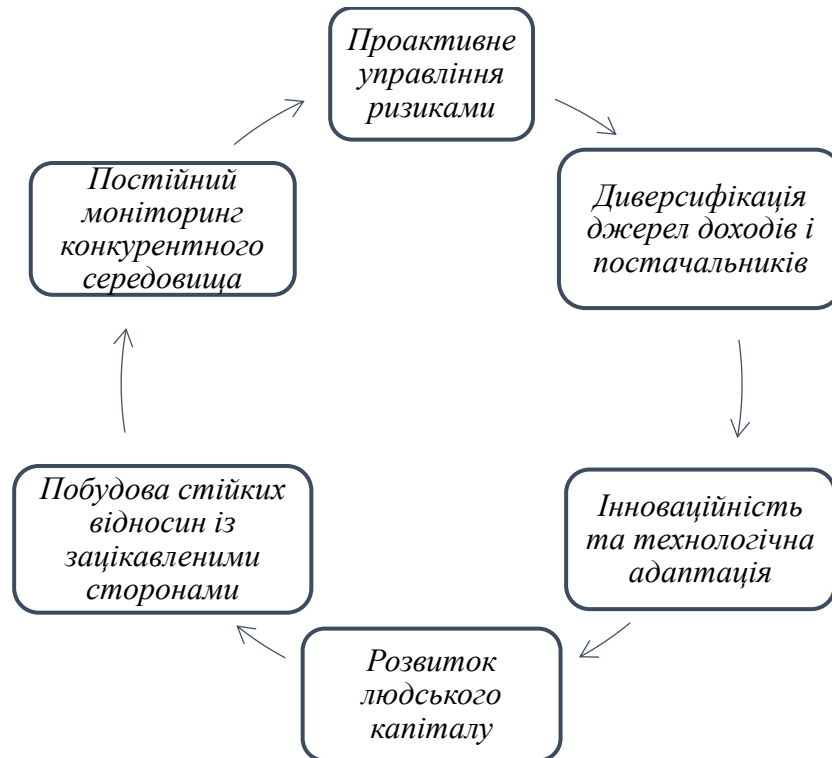 Проактивне
управління
ризиками
Диверсифікація
джерел доходів і
постачальників
Інноваційність
та технологічна
адаптація
Розвиток
людського
капіталу
Побудова стійких
відносин із
зацікавленими
сторонами
Постійний
моніторинг
конкурентного
середовища